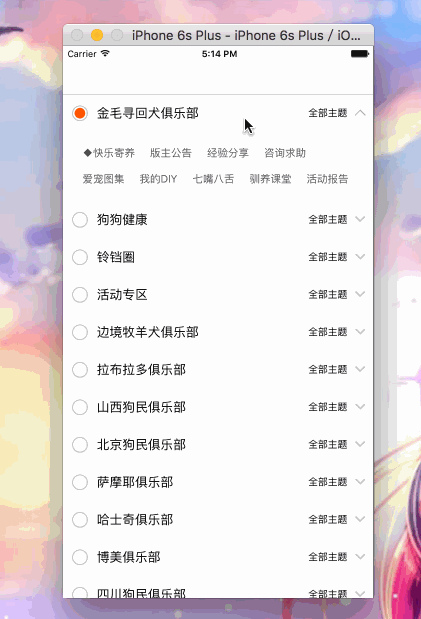 iPhone 6s Plus - iPhone 6s Plus / iO...
Carrier 5:14 PM
金毛寻回犬俱乐部 全部主题
◆快乐寄养 版主公告 经验分享 咨询求助
爱宠图集 我的DIY 七嘴八舌 驯养课堂 活动报告
狗狗健康 全部主题
铃铛圈 全部主题
活动专区 全部主题
边境牧羊犬俱乐部 全部主题
拉布拉多俱乐部 全部主题
山西狗民俱乐部 全部主题
北京狗民俱乐部 全部主题
萨摩耶俱乐部 全部主题
哈士奇俱乐部 全部主题
博美俱乐部 全部主题
四川狗民俱乐部 全部主题